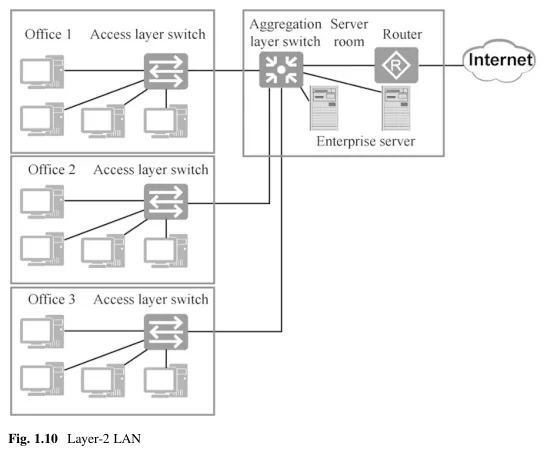 Office 1 Access layer switch
Aggregation
layer switch
Server
room
Router
Internet
R
Enterprise server
Office 2 Access layer switch
Office 3 Access layer switch
Fig. 1.10 Layer-2 LAN